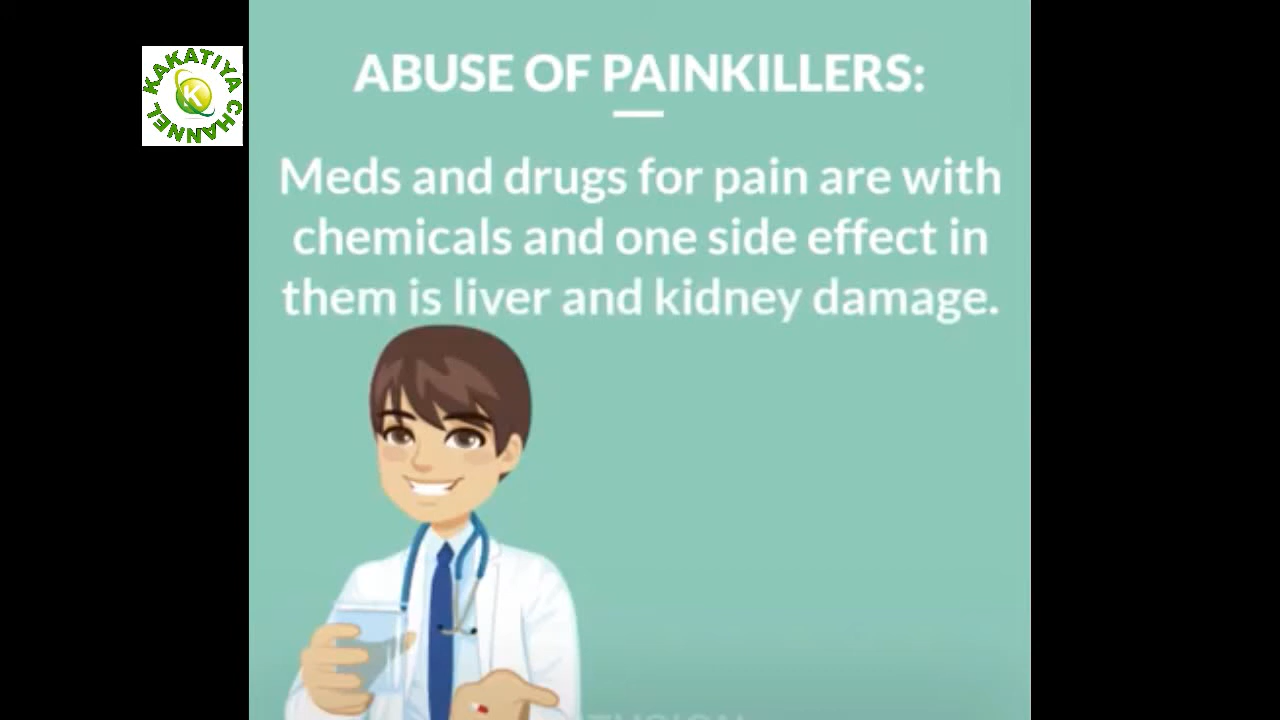 KAKATIYA CHANNEL
K
ABUSE OF PAINKILLERS:
Meds and drugs for pain are with
chemicals and one side effect in
them is liver and kidney damage.